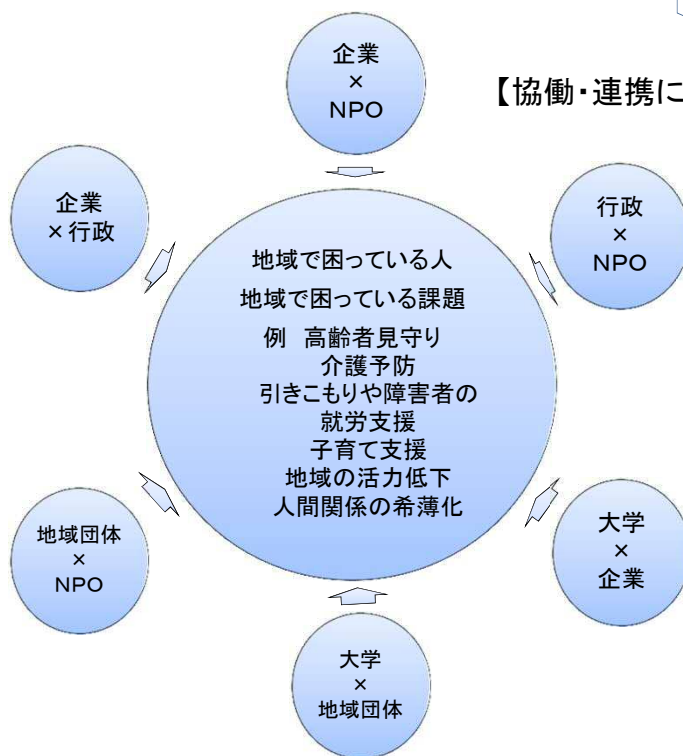 企業
×
NPO
【協働・連携に
企業
×行政
行政
×
NPO
地域で困っている人
地域で困っている課題
例 高齢者見守り
介護予防
引きこもりや障害者の
就労支援
子育て支援
地域の活力低下
人間関係の希薄化
地域団体
×
NPO
大学
×
企業
大学
×
地域団体